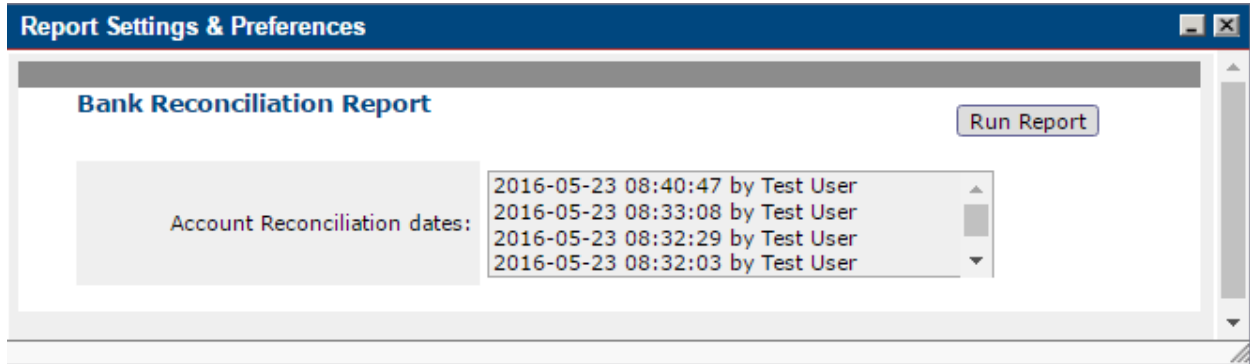 Report Settings & Preferences
Bank Reconciliation Report
Run Report
Account Reconciliation dates:
2016-05-23 08:40:47 by Test User
2016-05-23 08:33:08 by Test User
2016-05-23 08:32:29 by Test User
2016-05-23 08:32:03 by Test User